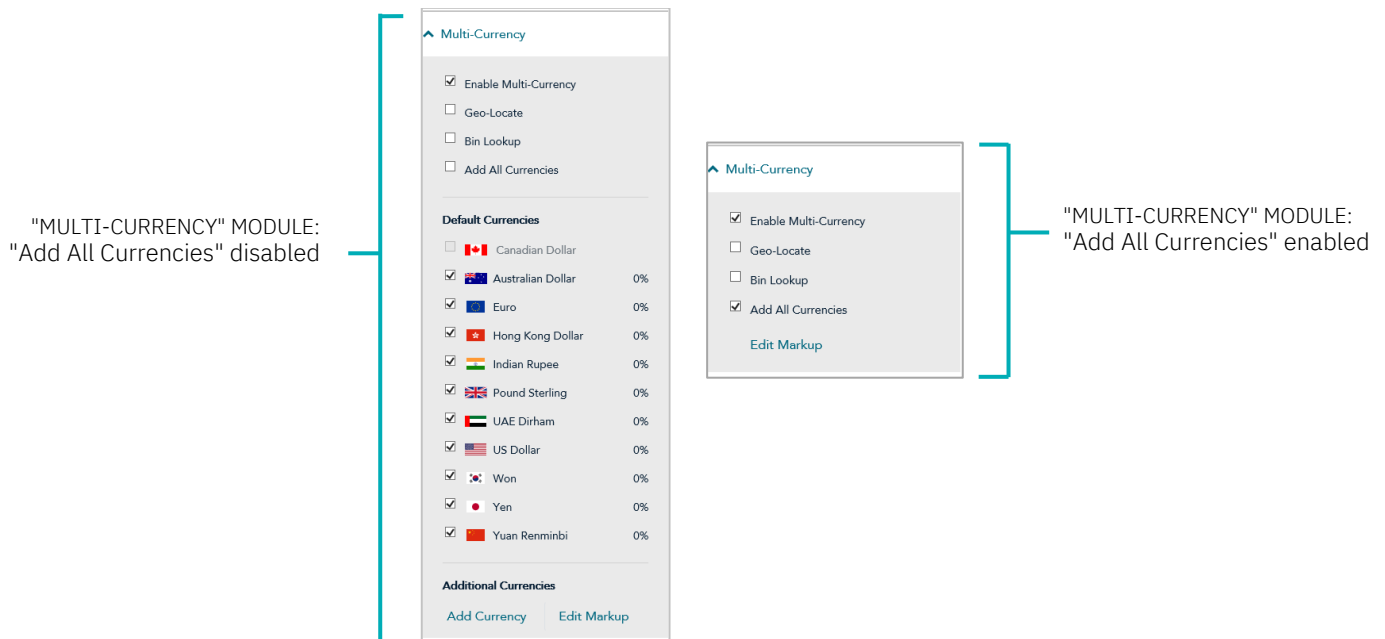 "MULTI-CURRENCY" MODULE:
"Add All Currencies" disabled
Multi-Currency
Enable Multi-Currency
Geo-Locate
Bin Lookup
Add All Currencies
Default Currencies
Canadian Dollar
Australian Dollar 0%
Euro 0%
Hong Kong Dollar 0%
Indian Rupee 0%
Pound Sterling 0%
UAE Dirham 0%
US Dollar 0%
Won 0%
Yen 0%
Yuan Renminbi 0%
Additional Currencies
Add Currency Edit Markup
Multi-Currency
Enable Multi-Currency
Geo-Locate
Bin Lookup
Add All Currencies
Edit Markup
"MULTI-CURRENCY" MODULE:
"Add All Currencies" enabled